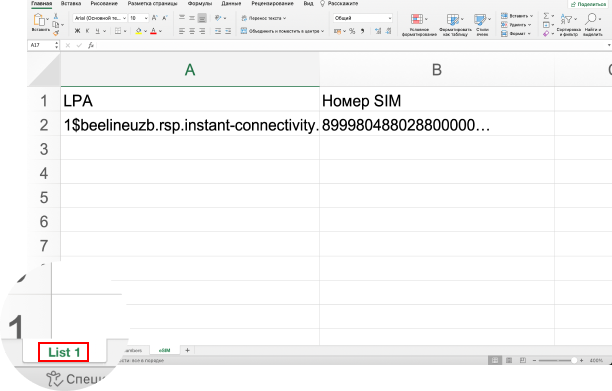 Главная Вставка Рисование Разметка страницы Формулы Данные Рецензирование Вид Расскажите
Поделиться
Вставить
Arial (Основной те... 10
Ж К Ч
Перенос текста
Объединить и поместить в центре
Общий
Условное форматирование
Форматировать как таблицу
Стили ячеек
Вставить
Удалить
Формат
Сортировка и фильтр
Найти и выделить
A17 fx
A B
1 LPA Номер SIM
2 1$beelineuzb.rsp.instant-connectivity. 899980488028800000...
3
4
5
6
7
1
List 1 eSIM +
Специ
все в порядке
400%